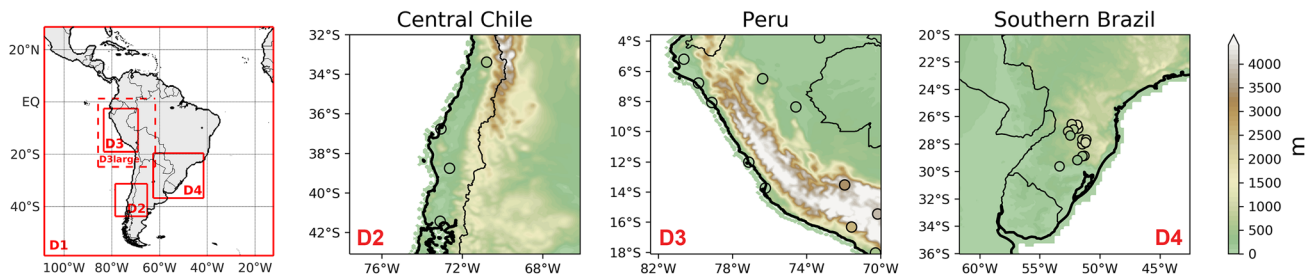 Central Chile
Peru
Southern Brazil
20°N
EQ
20°S
40°S
D3
D3large
D4
D2
D1
100°W 80°W 60°W 40°W 20°W
32°S
34°S
36°S
38°S
40°S
42°S
D2
76°W 72°W 68°W
4°S
6°S
8°S
10°S
12°S
14°S
16°S
18°S
D3
82°W 78°W 74°W 70°W
20°S
22°S
24°S
26°S
28°S
30°S
32°S
34°S
36°S
D4
60°W 55°W 50°W 45°W
4000
3500
3000
2500
2000
1500
1000
500
0
m